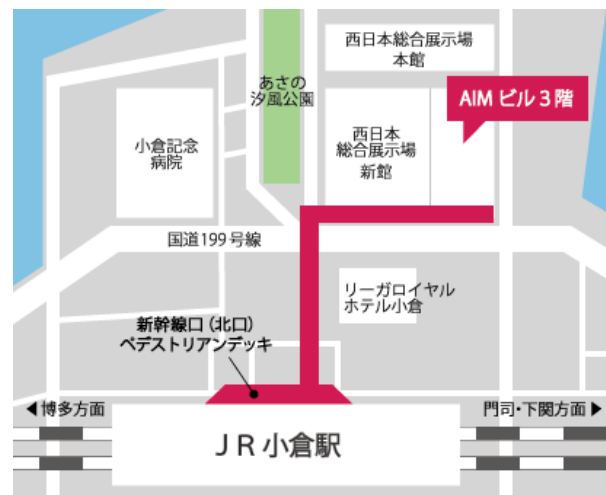 西日本総合展示場
本館
あさの
汐風公園
AIM ビル 3 階
小倉記念
病院
西日本
総合展示場
新館
国道199号線
リーガロイヤル
ホテル小倉
新幹線口(北口)
ペデストリアンデッキ
◀博多方面
門司・下関方面▶
JR小倉駅